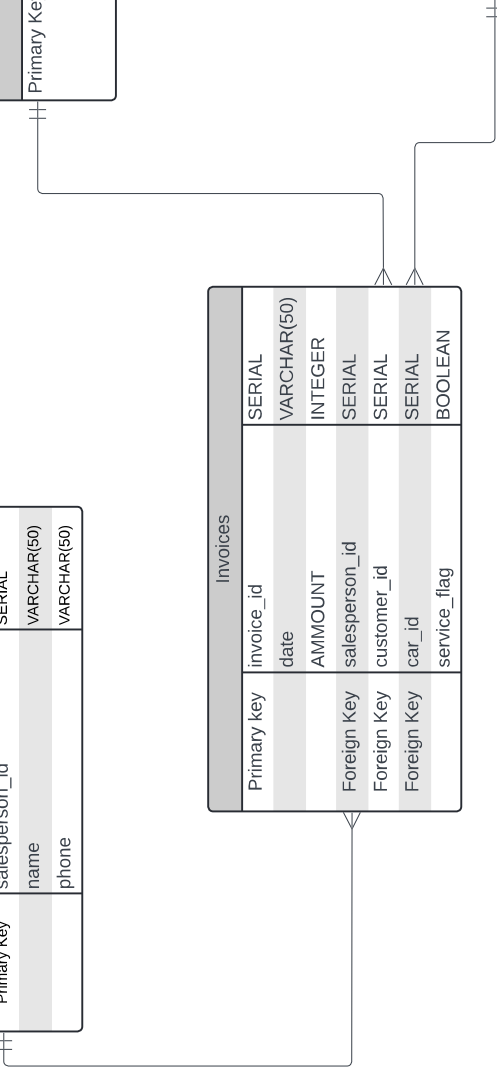 Primary Ke
Invoices
Primary key invoice_id SERIAL
date VARCHAR(50)
AMMOUNT INTEGER
Foreign Key salesperson_id SERIAL
Foreign Key customer_id SERIAL
Foreign Key car_id SERIAL
service_flag BOOLEAN
Primary Key salesperson_id SERIAL
name VARCHAR(50)
phone VARCHAR(50)